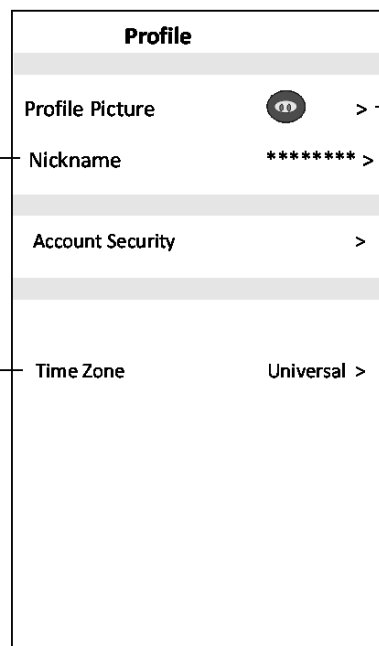 Profile
Profile Picture >
Nickname ******** >
Account Security >
Time Zone Universal >